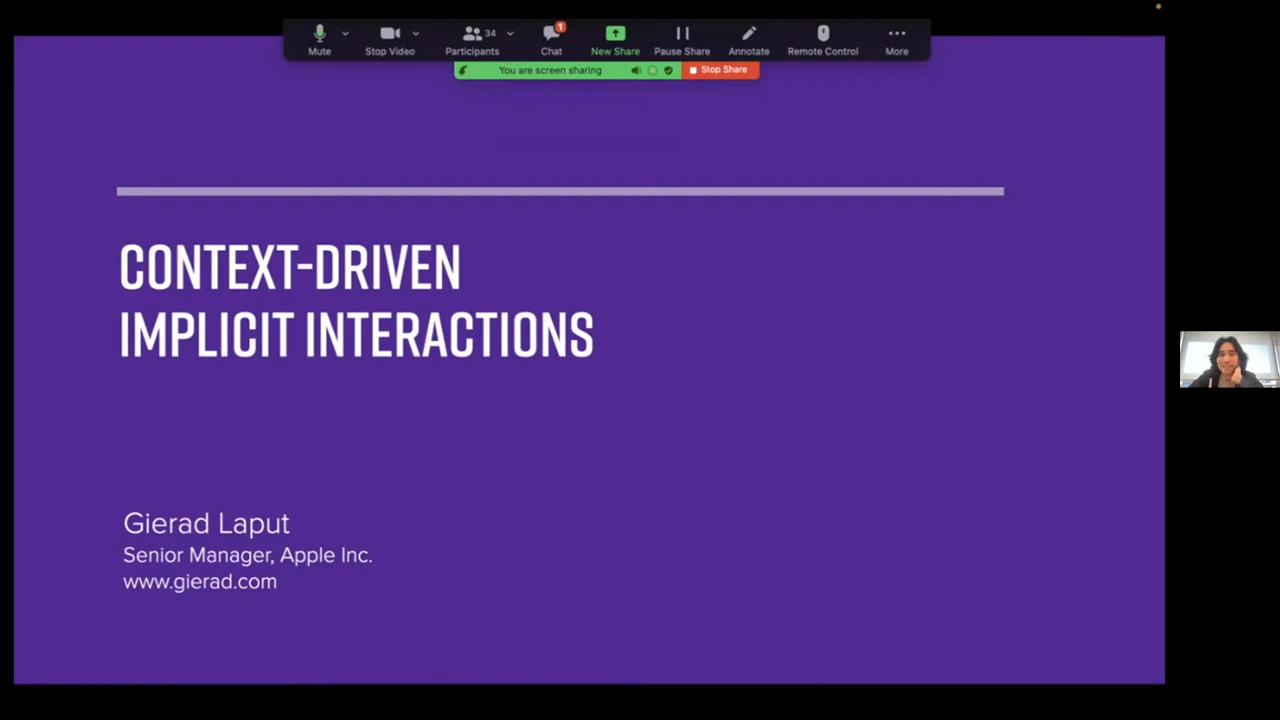 Mute
Stop Video
34
Participants
1
Chat
New Share
Pause Share
Annotate
Remote Control
More
You are screen sharing
Stop Share
CONTEXT-DRIVEN
IMPLICIT INTERACTIONS
Gierad Laput
Senior Manager, Apple Inc.
www.gierad.com